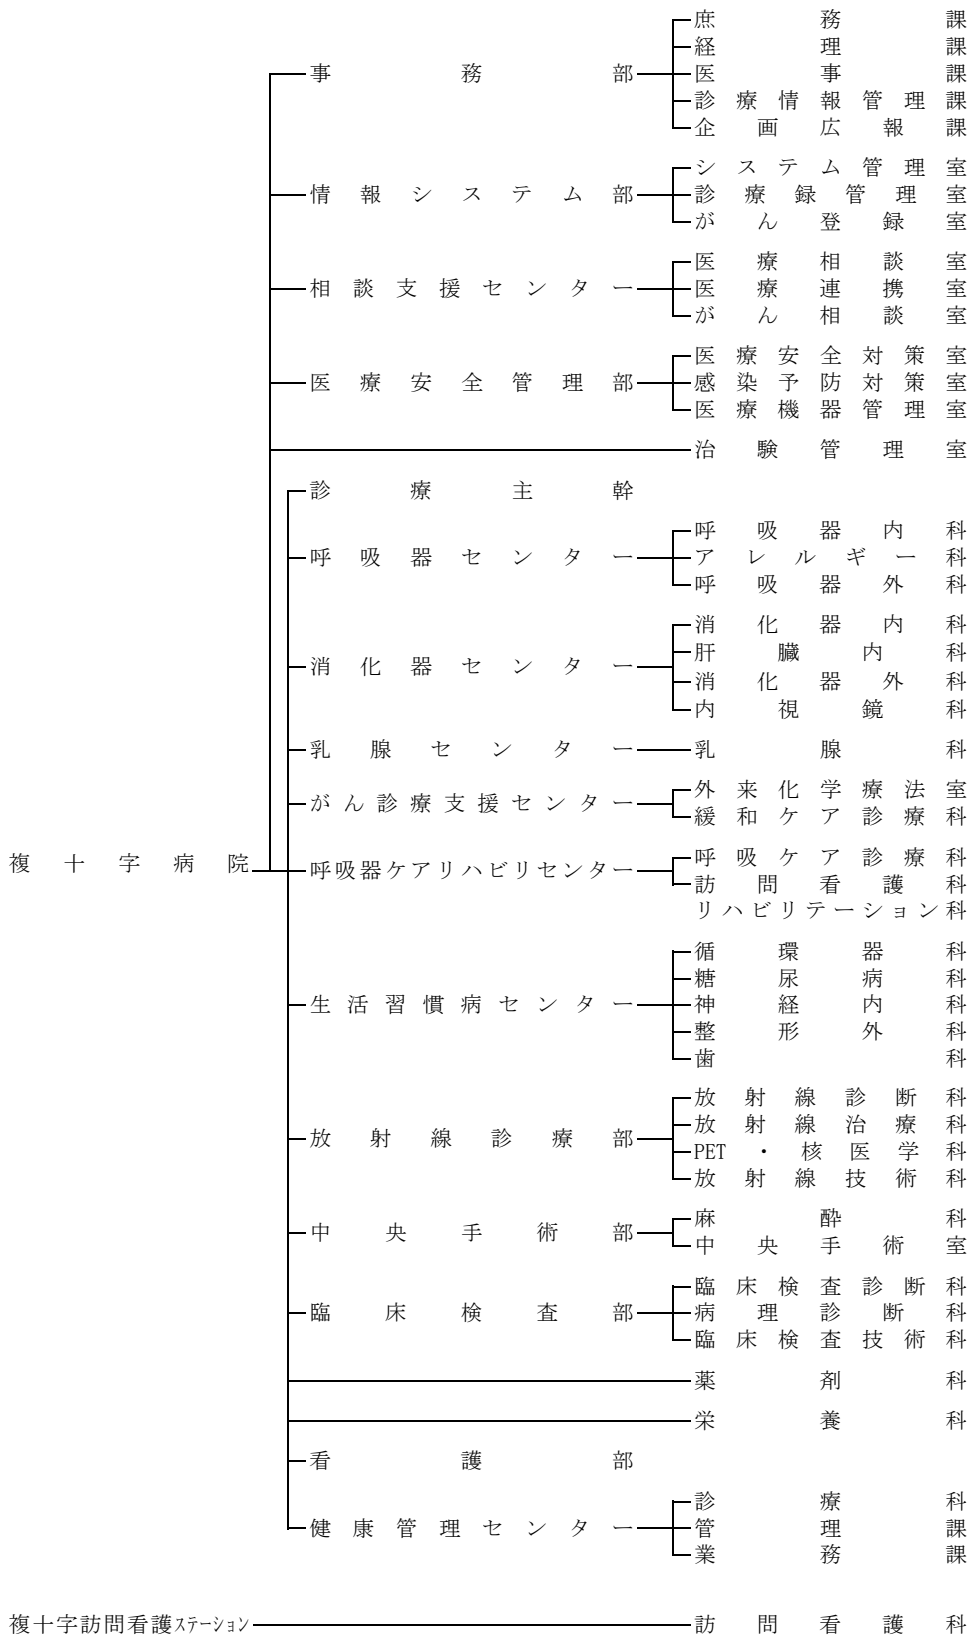 庶務課
経理課
事務部 医事課
診療情報管理課
企画広報課
システム管理室
情報システム部 診療録管理室
がん登録室
医療相談室
相談支援センター 医療連携室
がん相談室
医療安全対策室
医療安全管理部 感染予防対策室
医療機器管理室
治験管理室
診療主幹
呼吸器内科
呼吸器センター アレルギー科
呼吸器外科
消化器内科
肝臓内科
消化器センター
消化器外科
内視鏡科
乳腺センター 乳腺科
外来化学療法室
がん診療支援センター
緩和ケア診療科
呼吸ケア診療科
複十字病院 呼吸器ケアリハビリセンター
訪問看護科
リハビリテーション科
循環器科
糖尿病科
生活習慣病センター 神経内科
整形外科
歯科
放射線診断科
放射線治療科
放射線診療部
PET・核医学科
放射線技術科
麻酔科
中央手術部
中央手術室
臨床検査診断科
臨床検査部 病理診断科
臨床検査技術科
薬剤科
栄養科
看護部
診療科
健康管理センター 管理課
業務課
複十字訪問看護ステーション 訪問看護科